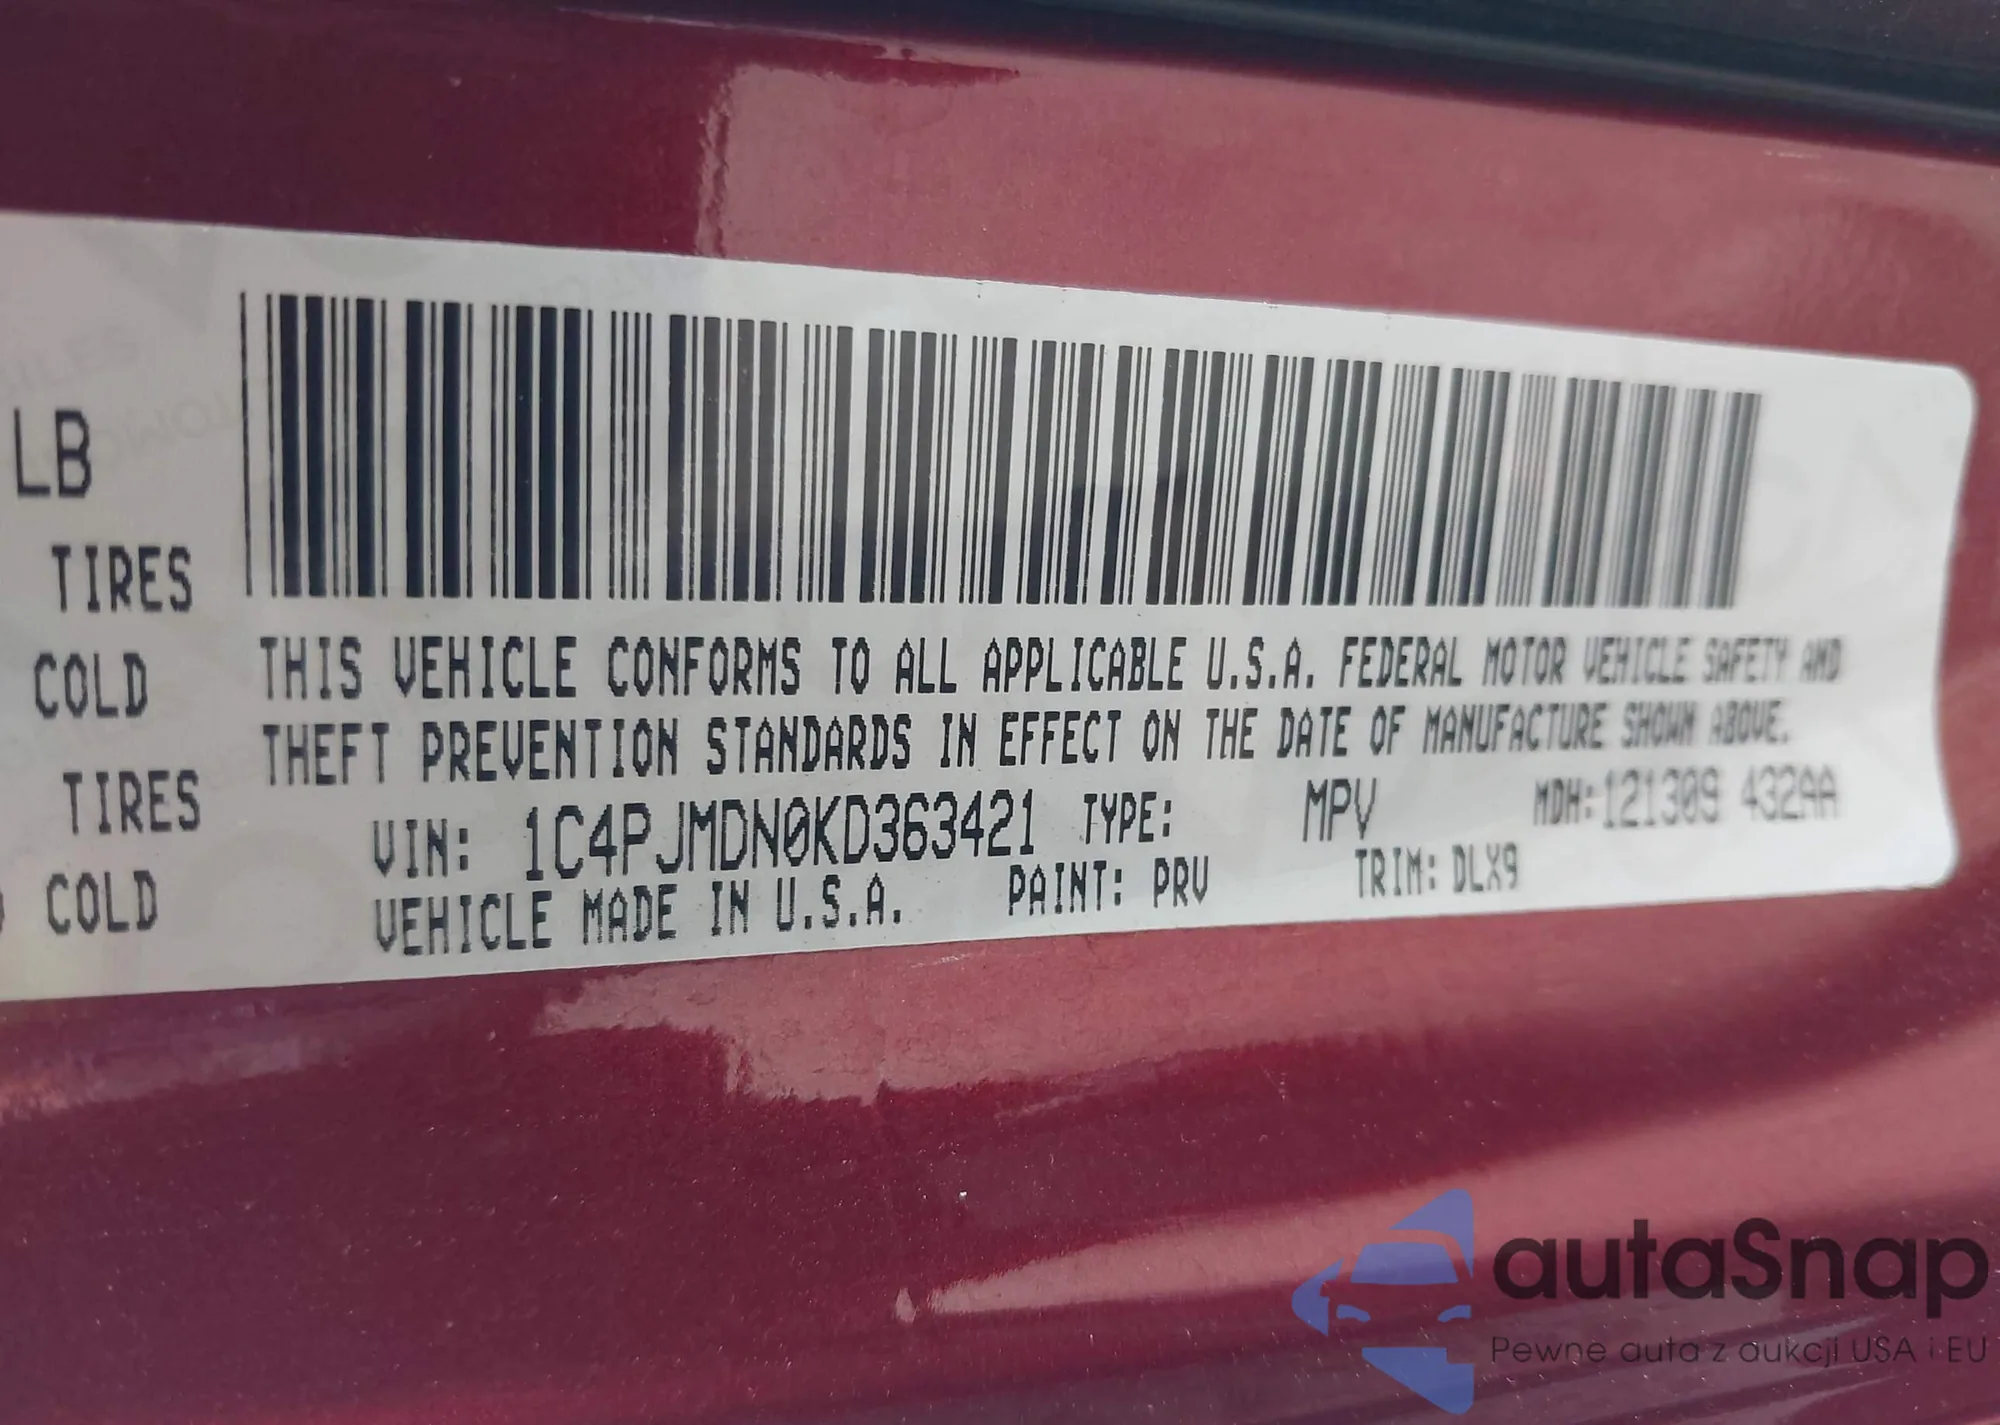 LB
TIRES
COLD
TIRES
COLD
THIS VEHICLE CONFORMS TO ALL APPLICABLE U.S.A. FEDERAL MOTOR VEHICLE SAFETY AND
THEFT PREVENTION STANDARDS IN EFFECT ON THE DATE OF MANUFACTURE SHOWN ABOVE.
VIN: 1C4PJMDN0KD363421 TYPE: MPV MDH:121309 432AA
VEHICLE MADE IN U.S.A. PAINT: PRV TRIM: DLX9
autaSnap
Pewne auta z aukcji USA i EU